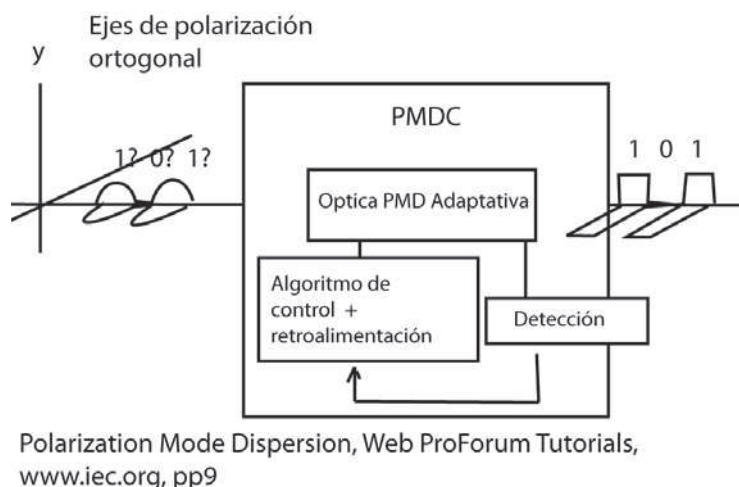 Ejes de polarización
ortogonal
y
PMDC
1? 0? 1?
1 0 1
Optica PMD Adaptativa
Algoritmo de
control +
retroalimentación
Detección
Polarization Mode Dispersion, Web ProForum Tutorials,
www.iec.org, pp9